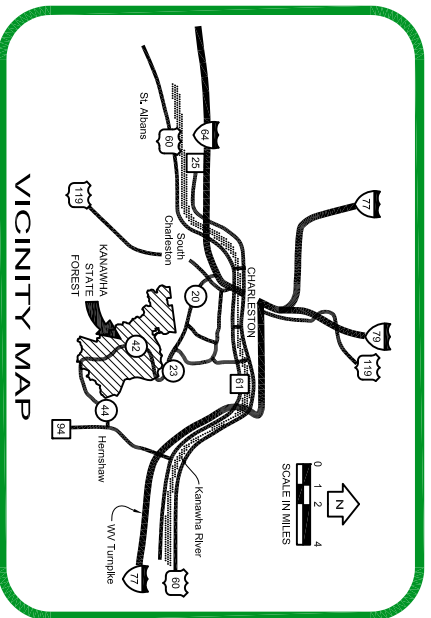 77
79
119
64
25
60
St. Albans
119
South
Charleston
CHARLESTON
20
61
KANAWHA
STATE
FOREST
42
23
44
94
Hernshaw
Kanawha River
WV Turnpike
77
60
N
0 1 2 4
SCALE IN MILES
VICINITY MAP